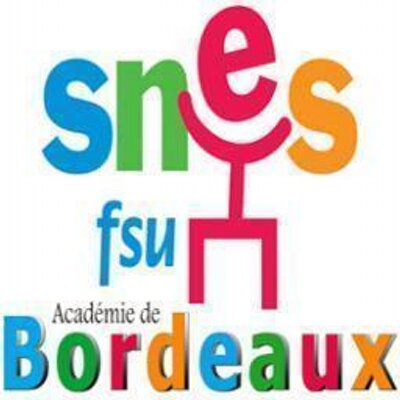 snes
fsu
Académie de
Bordeaux